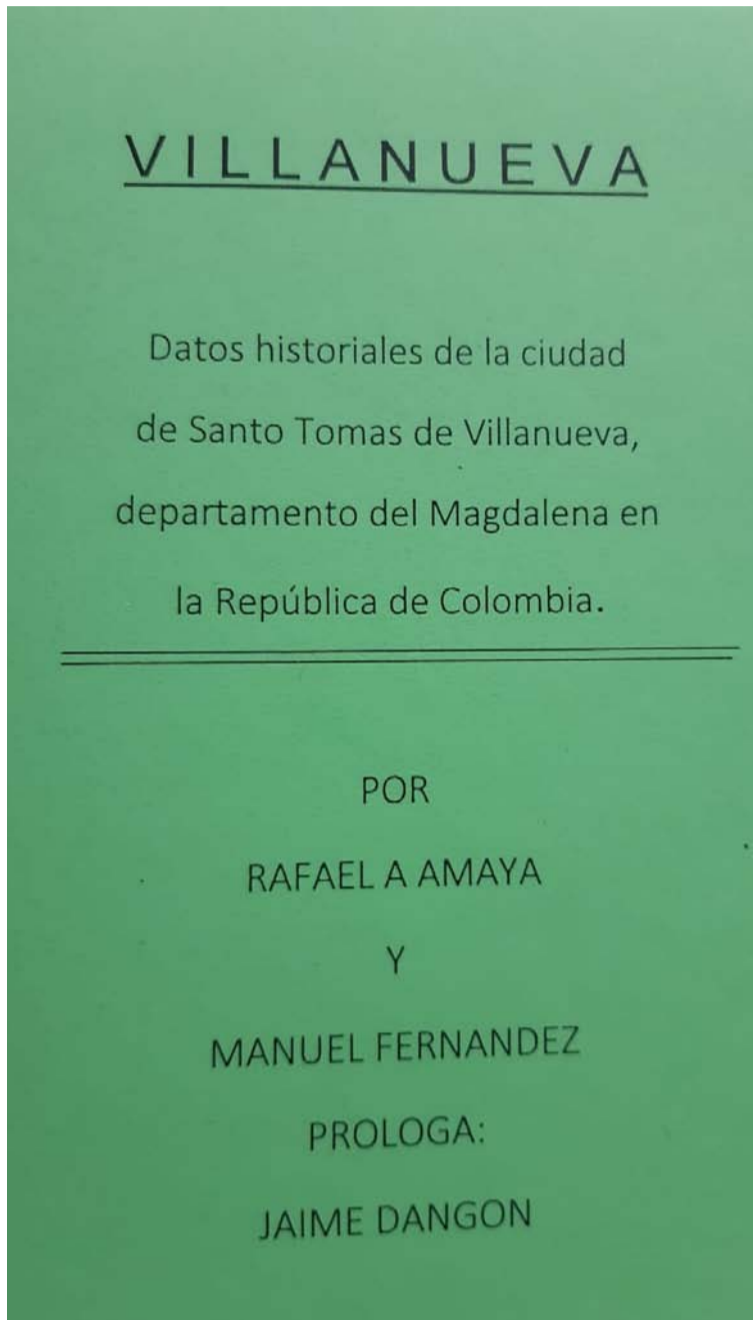 VILLANUEVA
Datos historiales de la ciudad
de Santo Tomas de Villanueva,
departamento del Magdalena en
la República de Colombia.
POR
RAFAEL A AMAYA
Y
MANUEL FERNANDEZ
PROLOGA:
JAIME DANGON